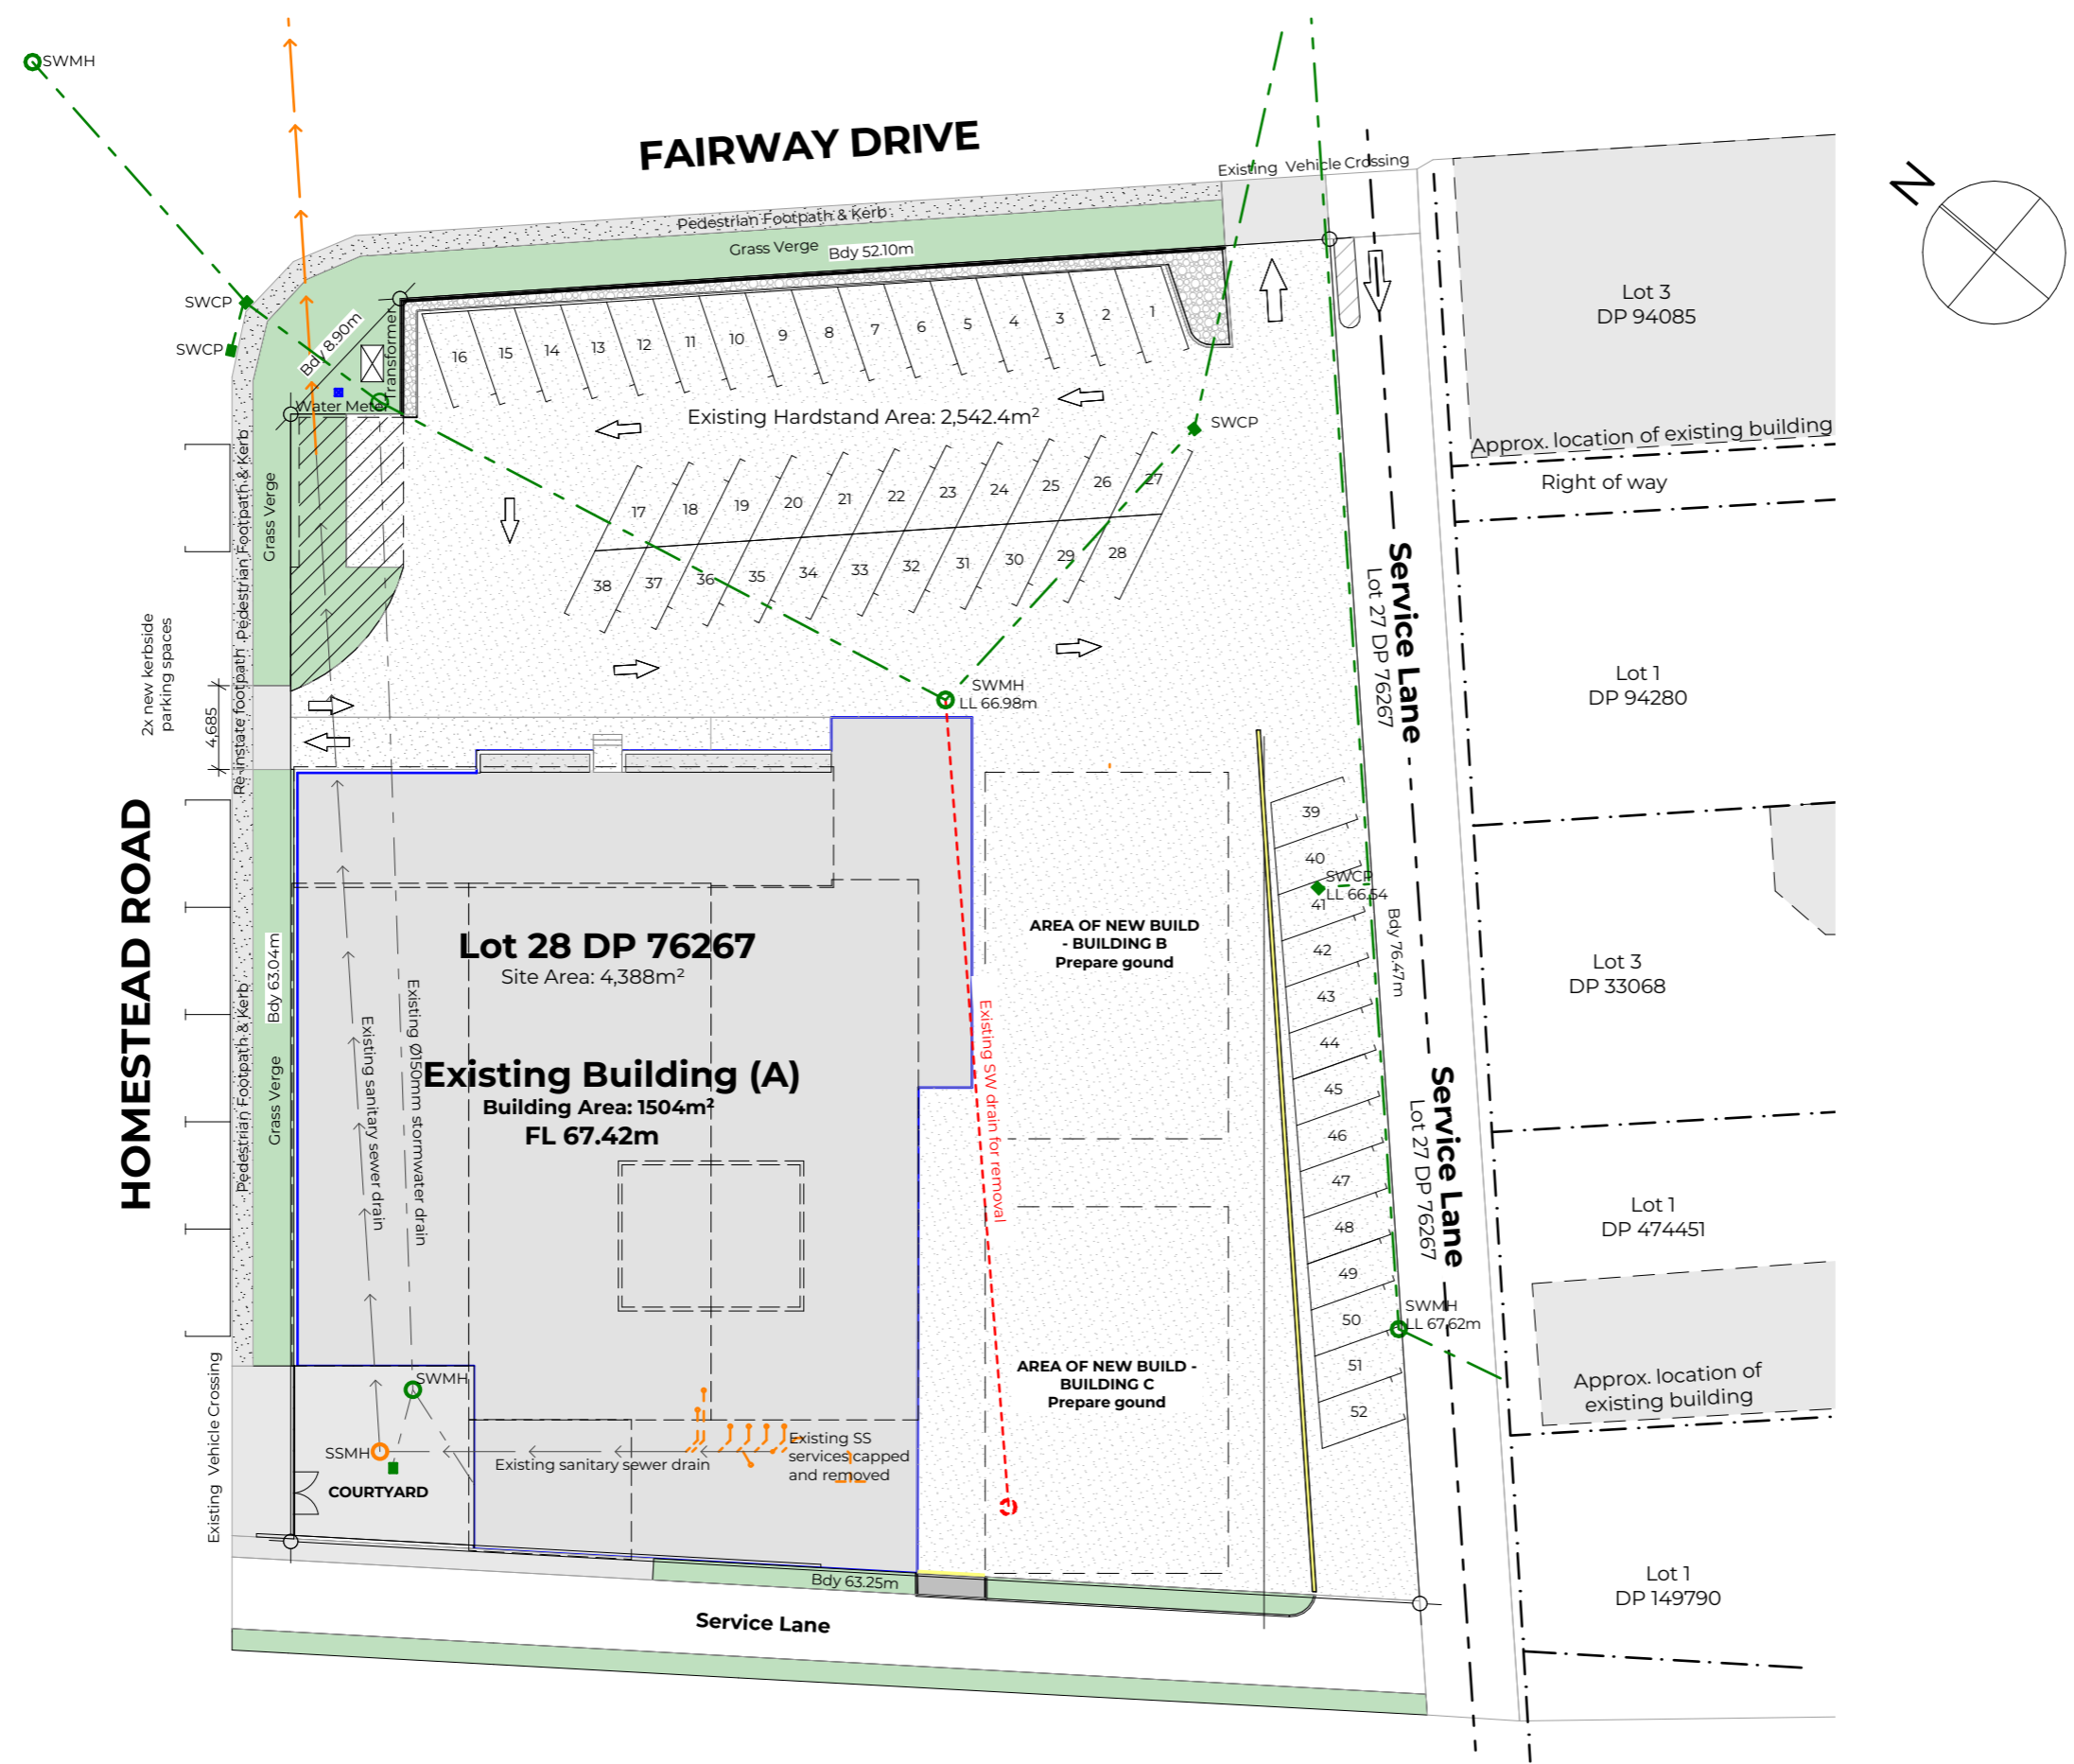 SWMH
FAIRWAY DRIVE
Existing Vehicle Crossing
N
Pedestrian Footpath & Kerb
Grass Verge
Bdy 52.10m
SWCP
SWCP
Bdy 8.90m
Transformer
Water Meter
16
15
14
13
12
11
10
9
8
7
6
5
4
3
2
1
Existing Hardstand Area: 2,542.4m²
SWCP
Lot 3
DP 94085
Approx. location of existing building
Right of way
17
18
19
20
21
22
23
24
25
26
27
38
37
36
35
34
33
32
31
30
29
28
Pedestrian Footpath & Kerb
Grass Verge
2x new kerbside
parking spaces
4,685
Re-instate footpath
SWMH
LL 66.98m
Service Lane
Lot 27 DP 76267
Lot 1
DP 94280
HOMESTEAD ROAD
Pedestrian Footpath & Kerb
Grass Verge
Bdy 63.04m
Lot 28 DP 76267
Site Area: 4,388m²
Existing Building (A)
Building Area: 1504m²
FL 67.42m
Existing sanitary sewer drain
Existing Ø150mm stormwater drain
Existing SW drain for removal
AREA OF NEW BUILD
- BUILDING B
Prepare gound
39
40
SWCP
LL 66.54
41
42
43
44
45
46
47
48
49
50
51
52
Bdy 76.47m
Lot 3
DP 33068
Service Lane
Lot 27 DP 76267
Lot 1
DP 474451
SWMH
LL 67.62m
Approx. location of
existing building
AREA OF NEW BUILD -
BUILDING C
Prepare gound
Existing Vehicle Crossing
SWMH
SSMH
COURTYARD
Existing sanitary sewer drain
Existing SS
services capped
and removed
Bdy 63.25m
Service Lane
Lot 1
DP 149790